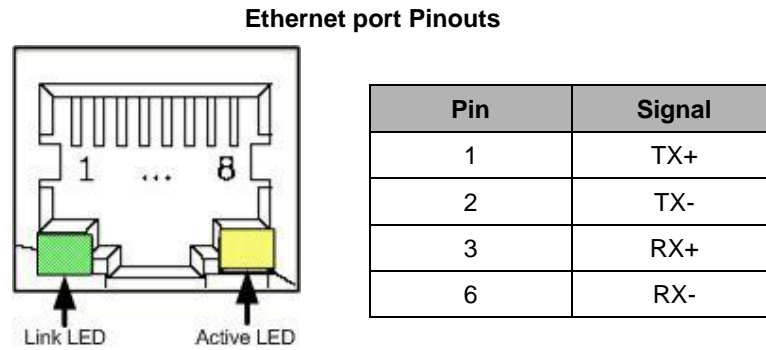 Ethernet port Pinouts
1 ... 8
Link LED Active LED
Pin Signal
1 TX+
2 TX-
3 RX+
6 RX-